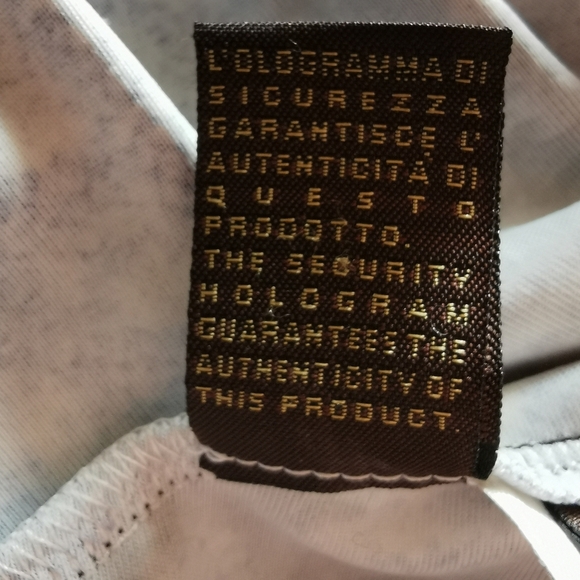 L'OLOGRAMMA DI
SICUREZZA
GARANTISCE L'
AUTENTICITÀ DI
QUESTO
PRODOTTO.
THE SECURITY
HOLOGRAM
GUARANTEES THE
AUTHENTICITY OF
THIS PRODUCT.